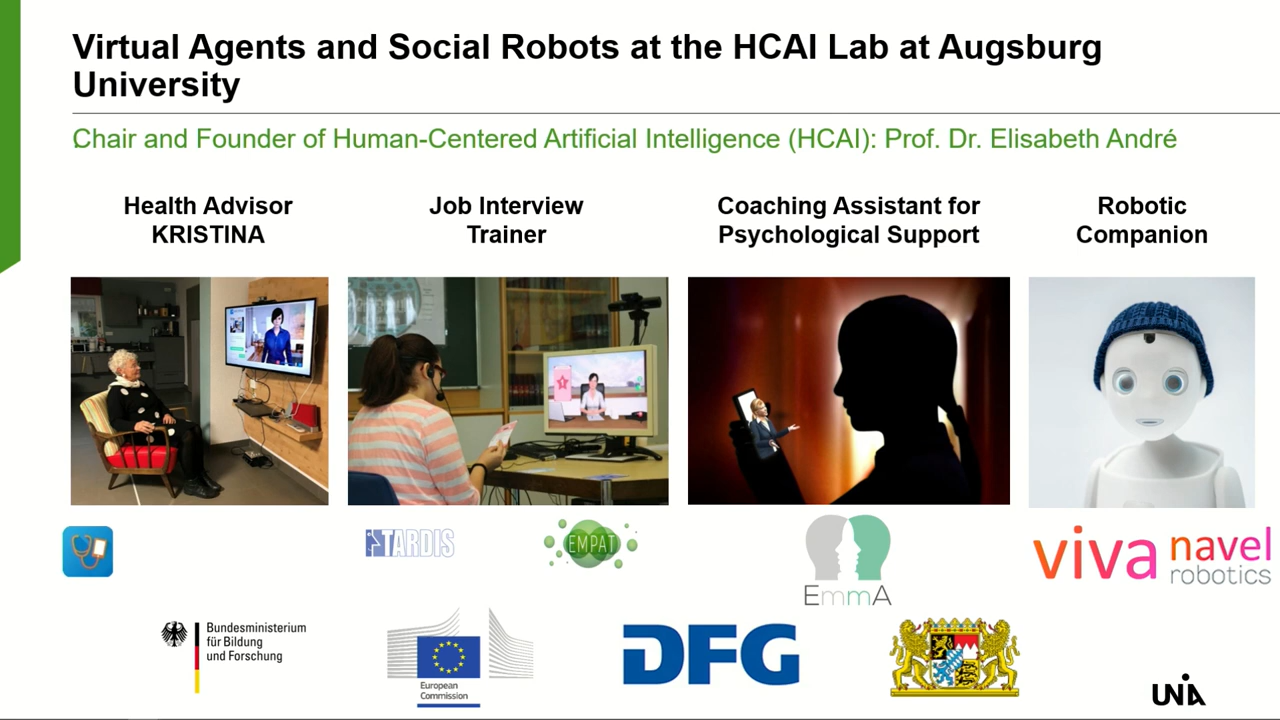 Virtual Agents and Social Robots at the HCAI Lab at Augsburg
University
Chair and Founder of Human-Centered Artificial Intelligence (HCAI): Prof. Dr. Elisabeth André
Health Advisor
KRISTINA
Job Interview
Trainer
Coaching Assistant for
Psychological Support
Robotic
Companion
TARDIS
EMPAT
EmmA
viva
navel
robotics
Bundesministerium
für Bildung
und Forschung
European
Commission
DFG
UNIA